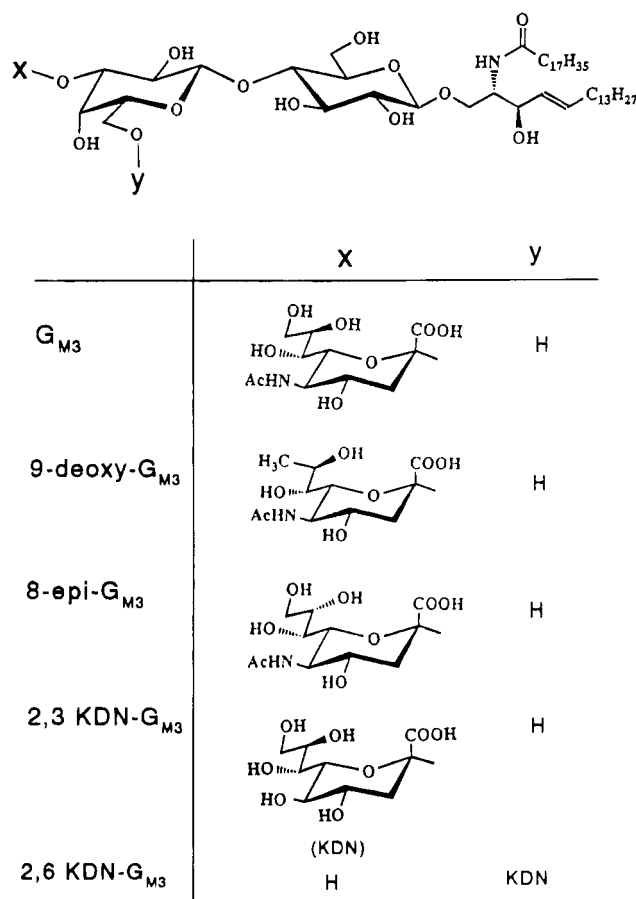 OH
OH
O
X
O
O
O
O
O
HN
C17H35
C13H27
HO
OH
HO
O
OH
OH
O
y
X
y
GM3
HO
OH
OH
COOH
HO
O
AcHN
HO
H
9-deoxy-GM3
H3C
OH
COOH
HO
O
AcHN
HO
H
8-epi-GM3
OH
OH
COOH
HO
O
AcHN
HO
H
2,3 KDN-GM3
OH
OH
COOH
HO
O
HO
HO
H
(KDN)
2,6 KDN-GM3
H
KDN